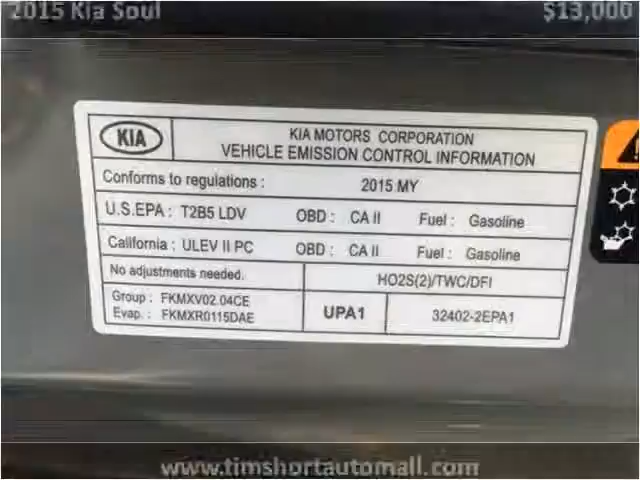 2015 Kia Soul $13,000
KIA
KIA MOTORS CORPORATION
VEHICLE EMISSION CONTROL INFORMATION
Conforms to regulations : 2015 MY
U.S.EPA : T2B5 LDV OBD : CA II Fuel : Gasoline
California : ULEV II PC OBD : CA II Fuel : Gasoline
No adjustments needed. HO2S(2)/TWC/DFI
Group : FKMXV02.04CE
Evap. : FKMXR0115DAE
UPA1 32402-2EPA1
www.timshortautomall.com